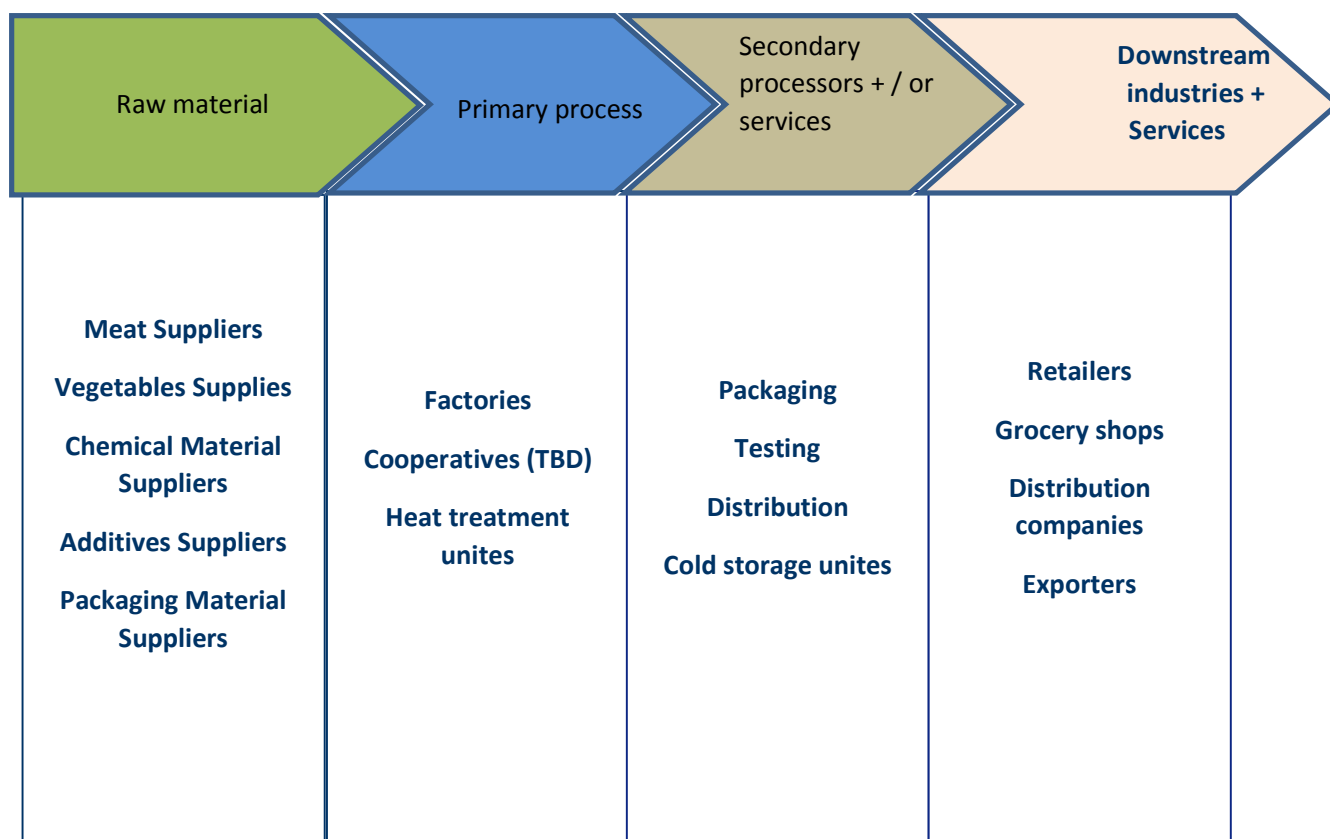 Raw material
Primary process
Secondary
processors + / or
services
Downstream
industries +
Services
Meat Suppliers
Vegetables Supplies
Chemical Material
Suppliers
Additives Suppliers
Packaging Material
Suppliers
Factories
Cooperatives (TBD)
Heat treatment
unites
Packaging
Testing
Distribution
Cold storage unites
Retailers
Grocery shops
Distribution
companies
Exporters